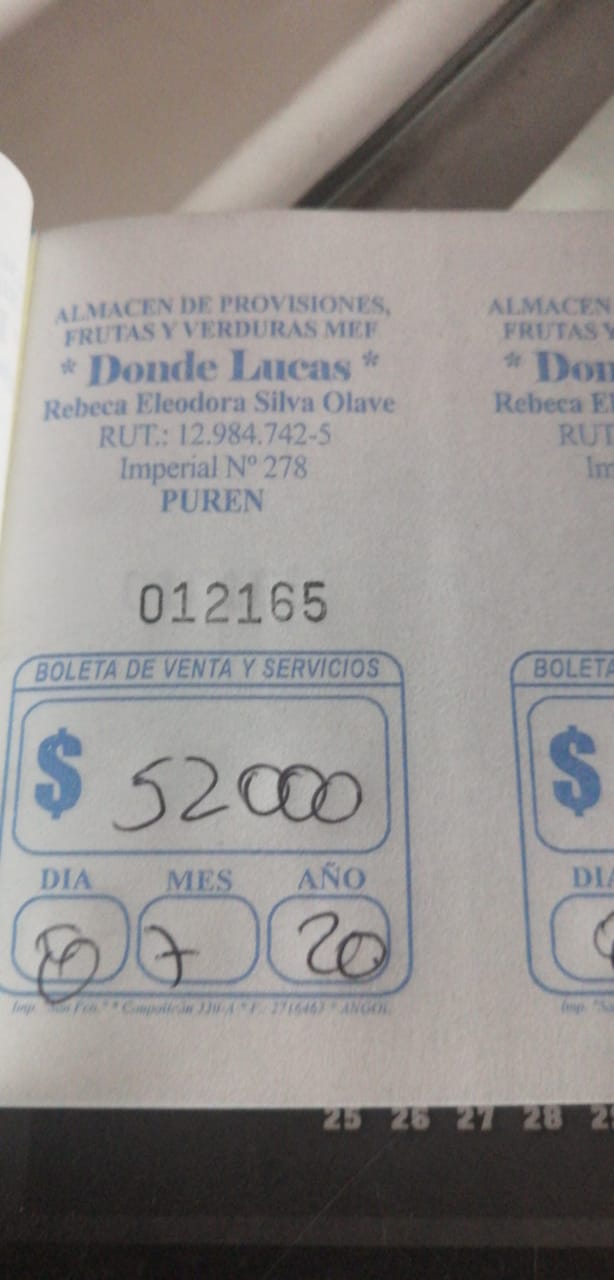 ALMACEN DE PROVISIONES,
FRUTAS Y VERDURAS MEF
* Donde Lucas *
Rebeca Eleodora Silva Olave
RUT.: 12.984.742-5
Imperial Nº 278
PUREN
012165
BOLETA DE VENTA Y SERVICIOS
$ 52000
DIA MES AÑO
7 20
ALMACEN
FRUTAS Y
* Don
Rebeca El
RUT
Im
BOLETA
$
DIA
25 26 27 28